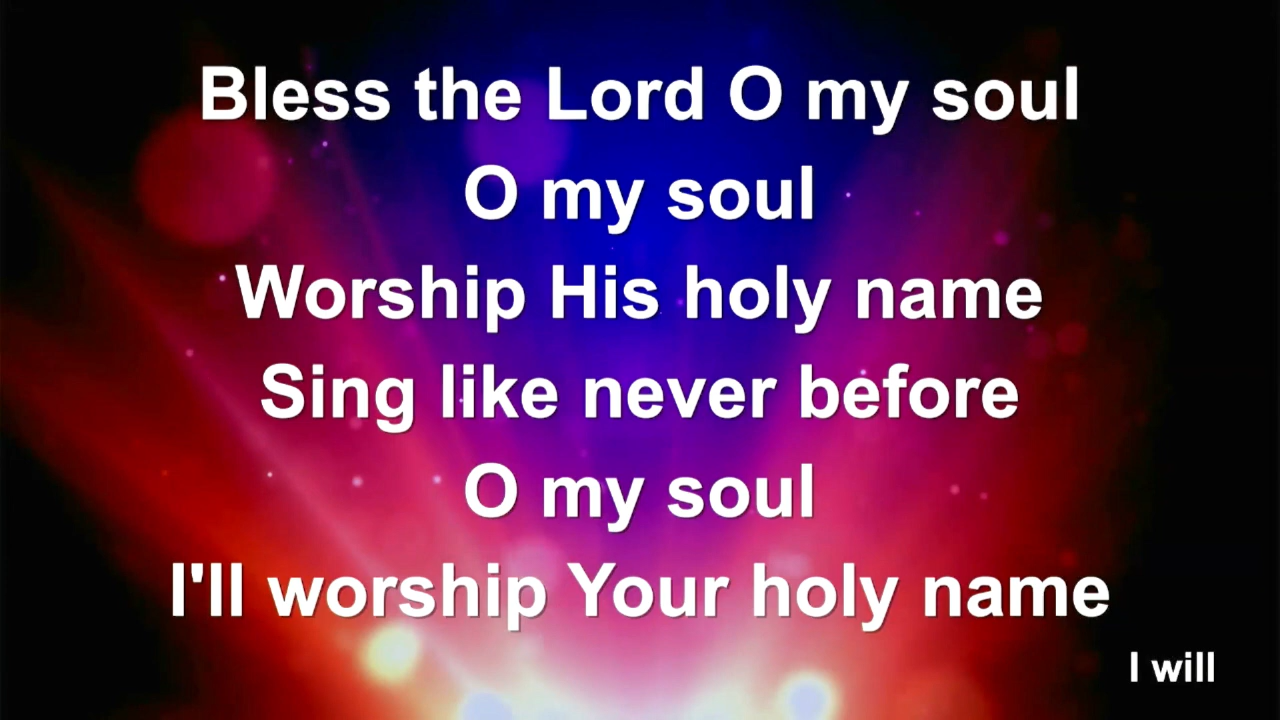 Bless the Lord O my soul
O my soul
Worship His holy name
Sing like never before
O my soul
I'll worship Your holy name
I will